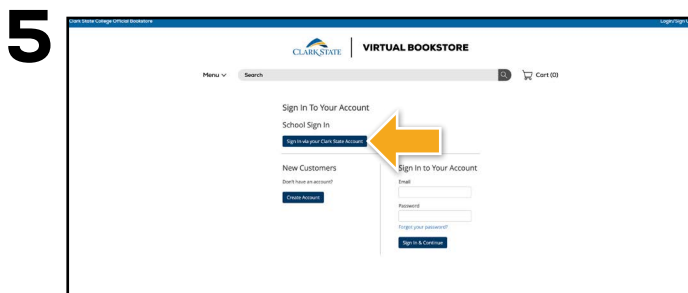 5
Clark State College Official Bookstore
Login/Sign U
CLARK STATE
VIRTUAL BOOKSTORE
Menu
Search
Cart (0)
Sign In To Your Account
School Sign In
Sign In via your Clark State Account
New Customers
Don't have an account?
Create Account
Sign In to Your Account
Email
Password
Forgot your password?
Sign In & Continue